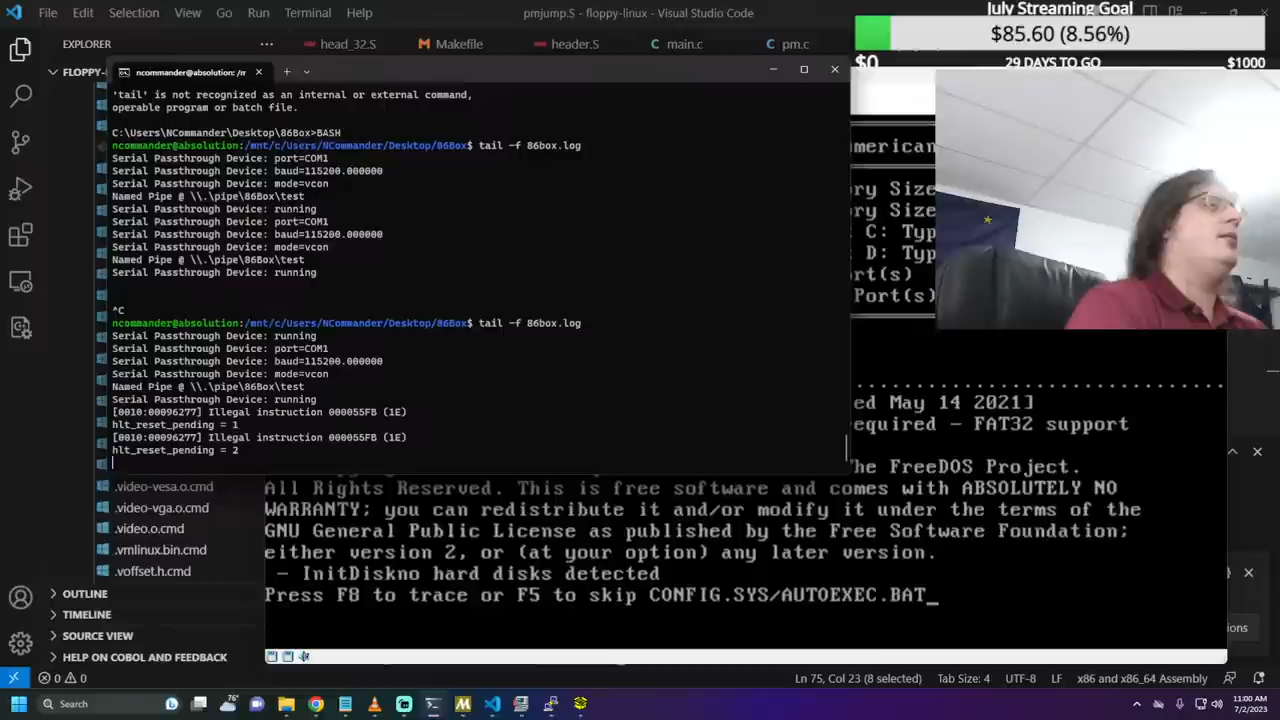 File Edit Selection View Go Run Terminal Help
pmjump.S - floppy-linux - Visual Studio Code
July Streaming Goal
$85.60 (8.56%)
$0 29 DAYS TO GO $1000
EXPLORER
head_32.S Makefile header.S main.c pm.c
ncommander@absolution: /
'tail' is not recognized as an internal or external command,
operable program or batch file.
C:\Users\NCommander\Desktop\86Box>BASH
ncommander@absolution:/mnt/c/Users/NCommander/Desktop/86Box$ tail -f 86box.log
Serial Passthrough Device: port=COM1
Serial Passthrough Device: baud=115200.000000
Serial Passthrough Device: mode=vcon
Named Pipe @ \\.\pipe\86Box\test
Serial Passthrough Device: running
Serial Passthrough Device: port=COM1
Serial Passthrough Device: baud=115200.000000
Serial Passthrough Device: mode=vcon
Named Pipe @ \\.\pipe\86Box\test
Serial Passthrough Device: running
^C
ncommander@absolution:/mnt/c/Users/NCommander/Desktop/86Box$ tail -f 86box.log
Serial Passthrough Device: running
Serial Passthrough Device: port=COM1
Serial Passthrough Device: baud=115200.000000
Serial Passthrough Device: mode=vcon
Named Pipe @ \\.\pipe\86Box\test
Serial Passthrough Device: running
[0010:00096277] Illegal instruction 000055FB (1E)
hlt_reset_pending = 1
[0010:00096277] Illegal instruction 000055FB (1E)
hlt_reset_pending = 2
merican
ry Size
ry Size
C: Typ
D: Typ
rt(s)
Port(s)
ed May 14 2021]
equired - FAT32 support
he FreeDOS Project.
All Rights Reserved. This is free software and comes with ABSOLUTELY NO
WARRANTY; you can redistribute it and/or modify it under the terms of the
GNU General Public License as published by the Free Software Foundation;
either version 2, or (at your option) any later version.
- InitDiskno hard disks detected
Press F8 to trace or F5 to skip CONFIG.SYS/AUTOEXEC.BAT_
.video-vesa.o.cmd
.video-vga.o.cmd
.video.o.cmd
.vmlinux.bin.cmd
.voffset.h.cmd
OUTLINE
TIMELINE
SOURCE VIEW
HELP ON COBOL AND FEEDBACK
0 0
Ln 75, Col 23 (8 selected) Tab Size: 4 UTF-8 LF x86 and x86_64 Assembly
Search
76°
11:00 AM
7/2/2023